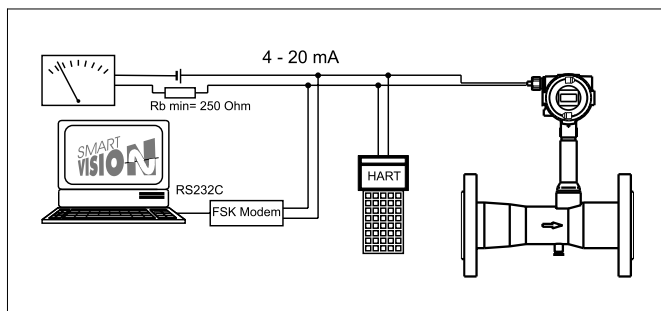 4 - 20 mA
Rb min= 250 Ohm
SMART
VISION
RS232C
HART
FSK Modem